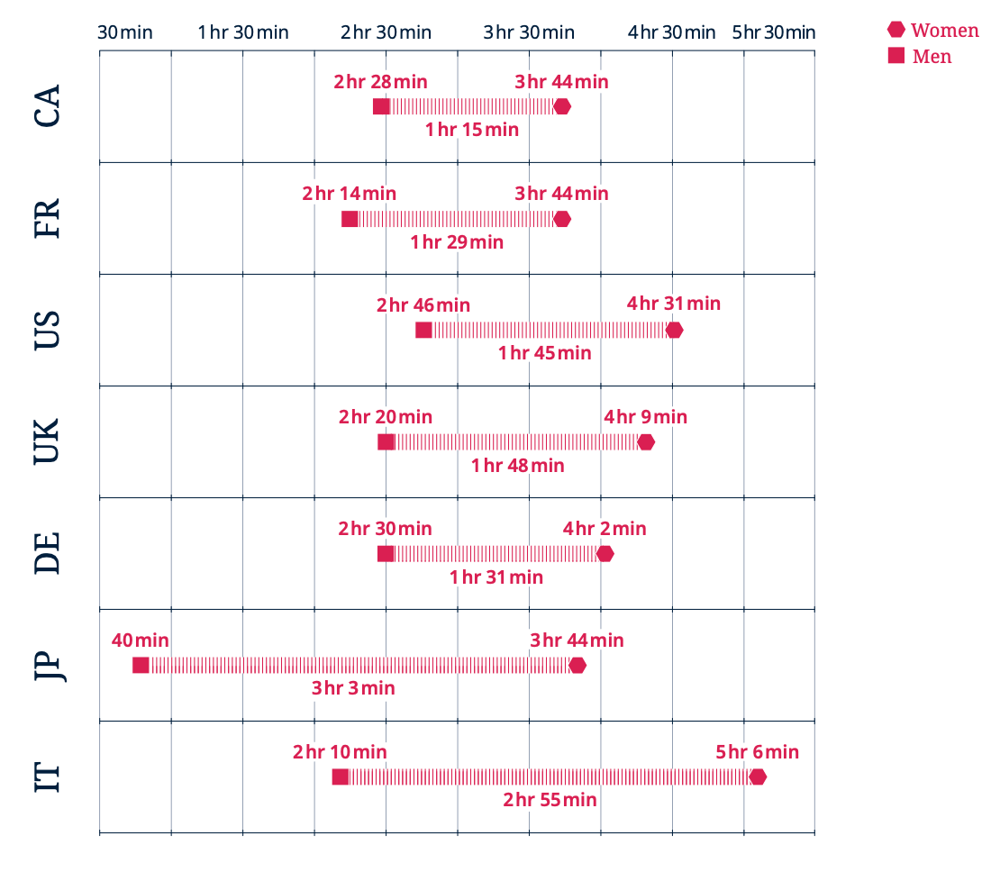 30 min 1 hr 30 min 2 hr 30 min 3 hr 30 min 4 hr 30 min 5 hr 30 min
Women
Men
CA
2 hr 28 min 3 hr 44 min
1 hr 15 min
FR
2 hr 14 min 3 hr 44 min
1 hr 29 min
US
2 hr 46 min 4 hr 31 min
1 hr 45 min
UK
2 hr 20 min 4 hr 9 min
1 hr 48 min
DE
2 hr 30 min 4 hr 2 min
1 hr 31 min
JP
40 min 3 hr 44 min
3 hr 3 min
IT
2 hr 10 min 5 hr 6 min
2 hr 55 min